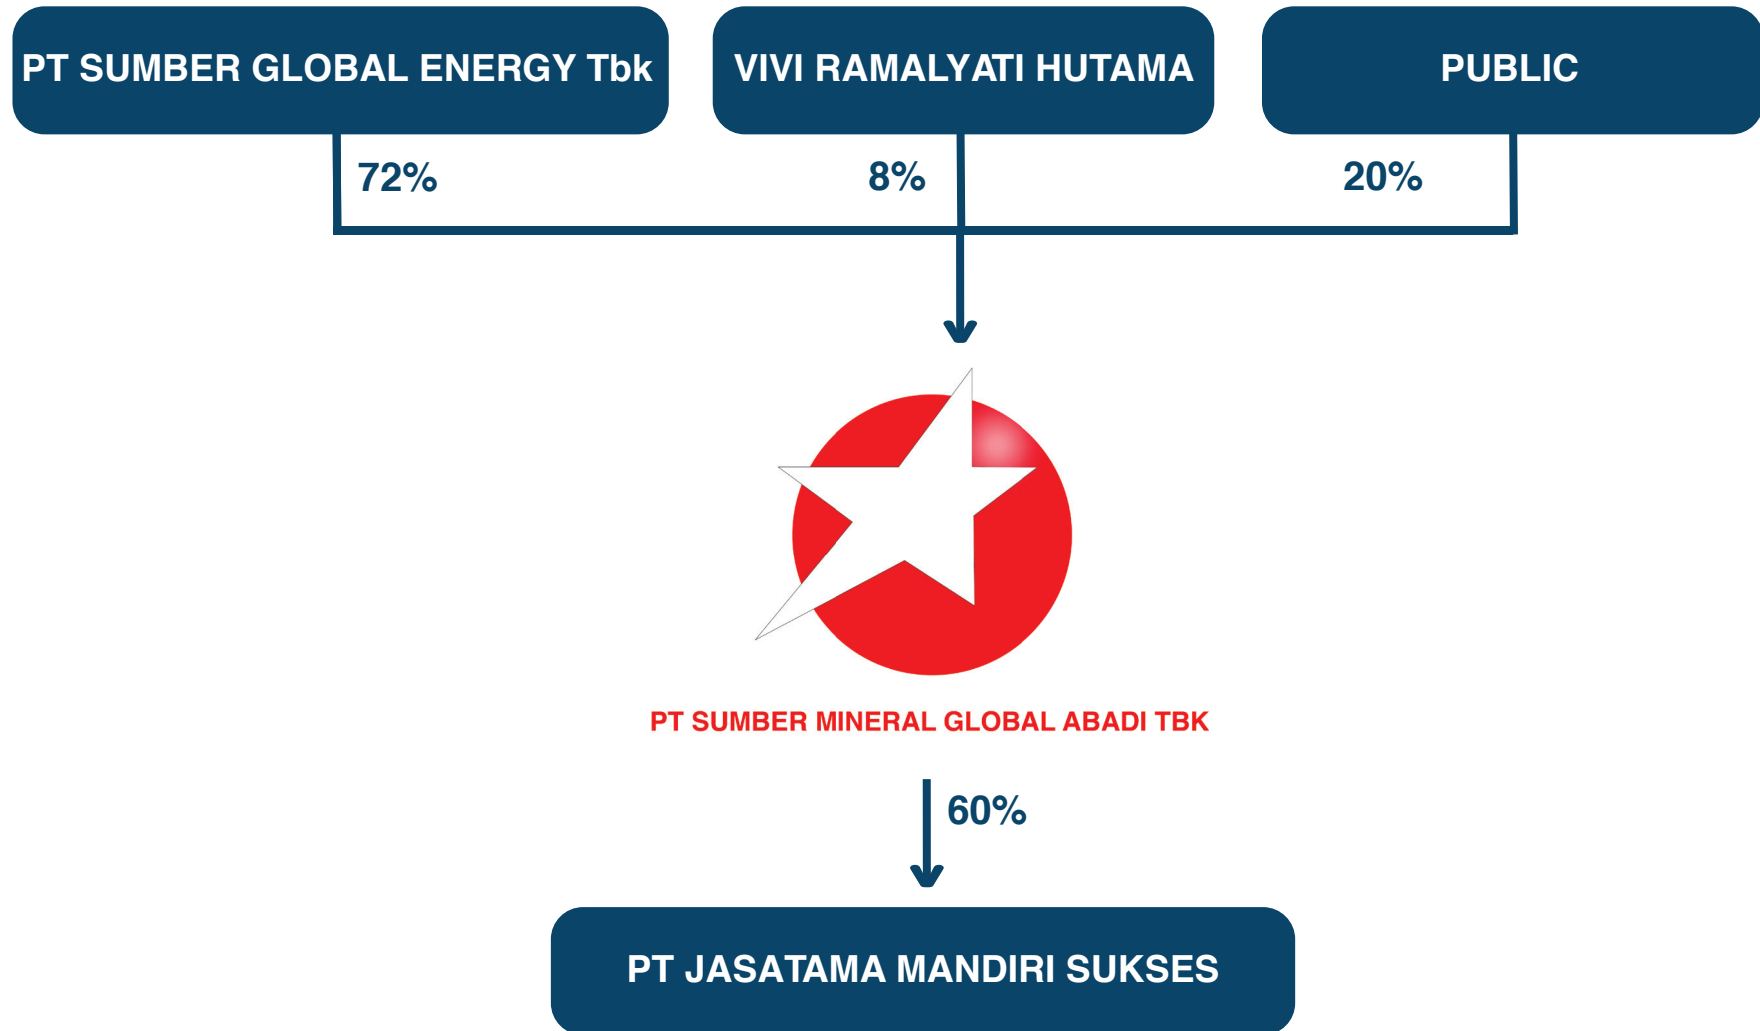 PT SUMBER GLOBAL ENERGY Tbk
VIVI RAMALYATI HUTAMA
PUBLIC
72%
8%
20%
PT SUMBER MINERAL GLOBAL ABADI TBK
60%
PT JASATAMA MANDIRI SUKSES